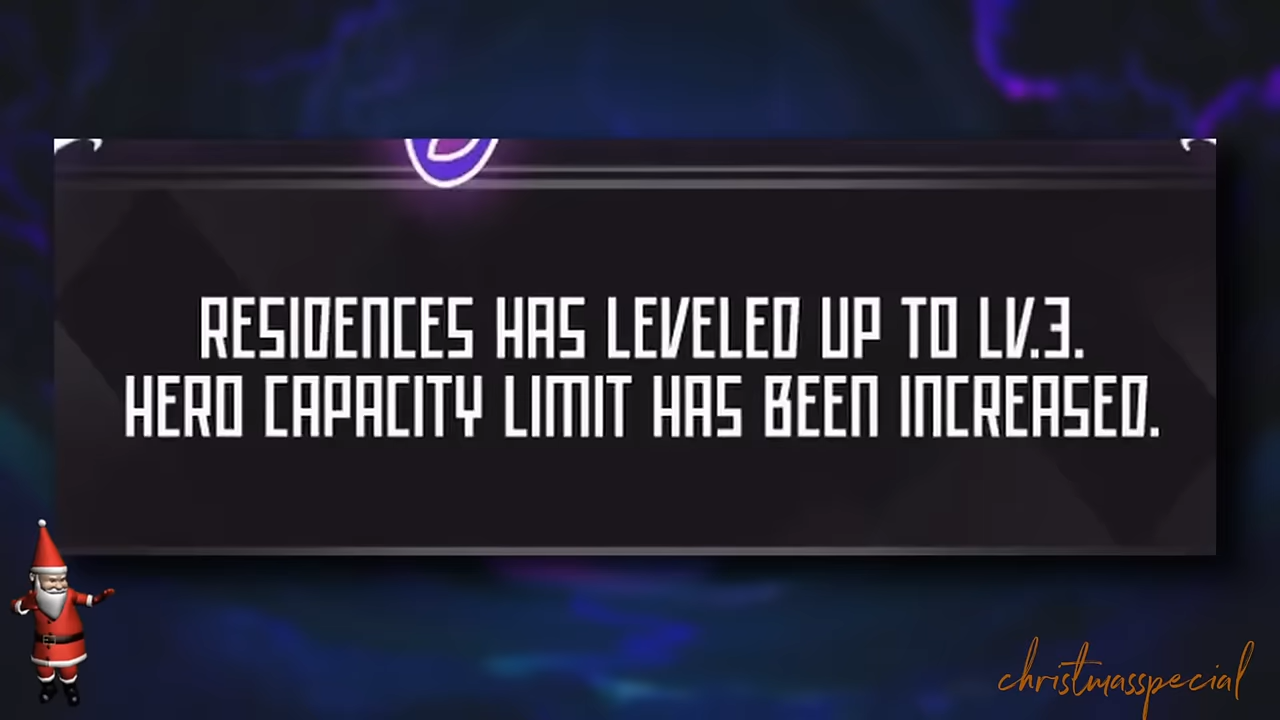 RESIDENCES HAS LEVELED UP TO LV.3.
HERO CAPACITY LIMIT HAS BEEN INCREASED.
christmasspecial